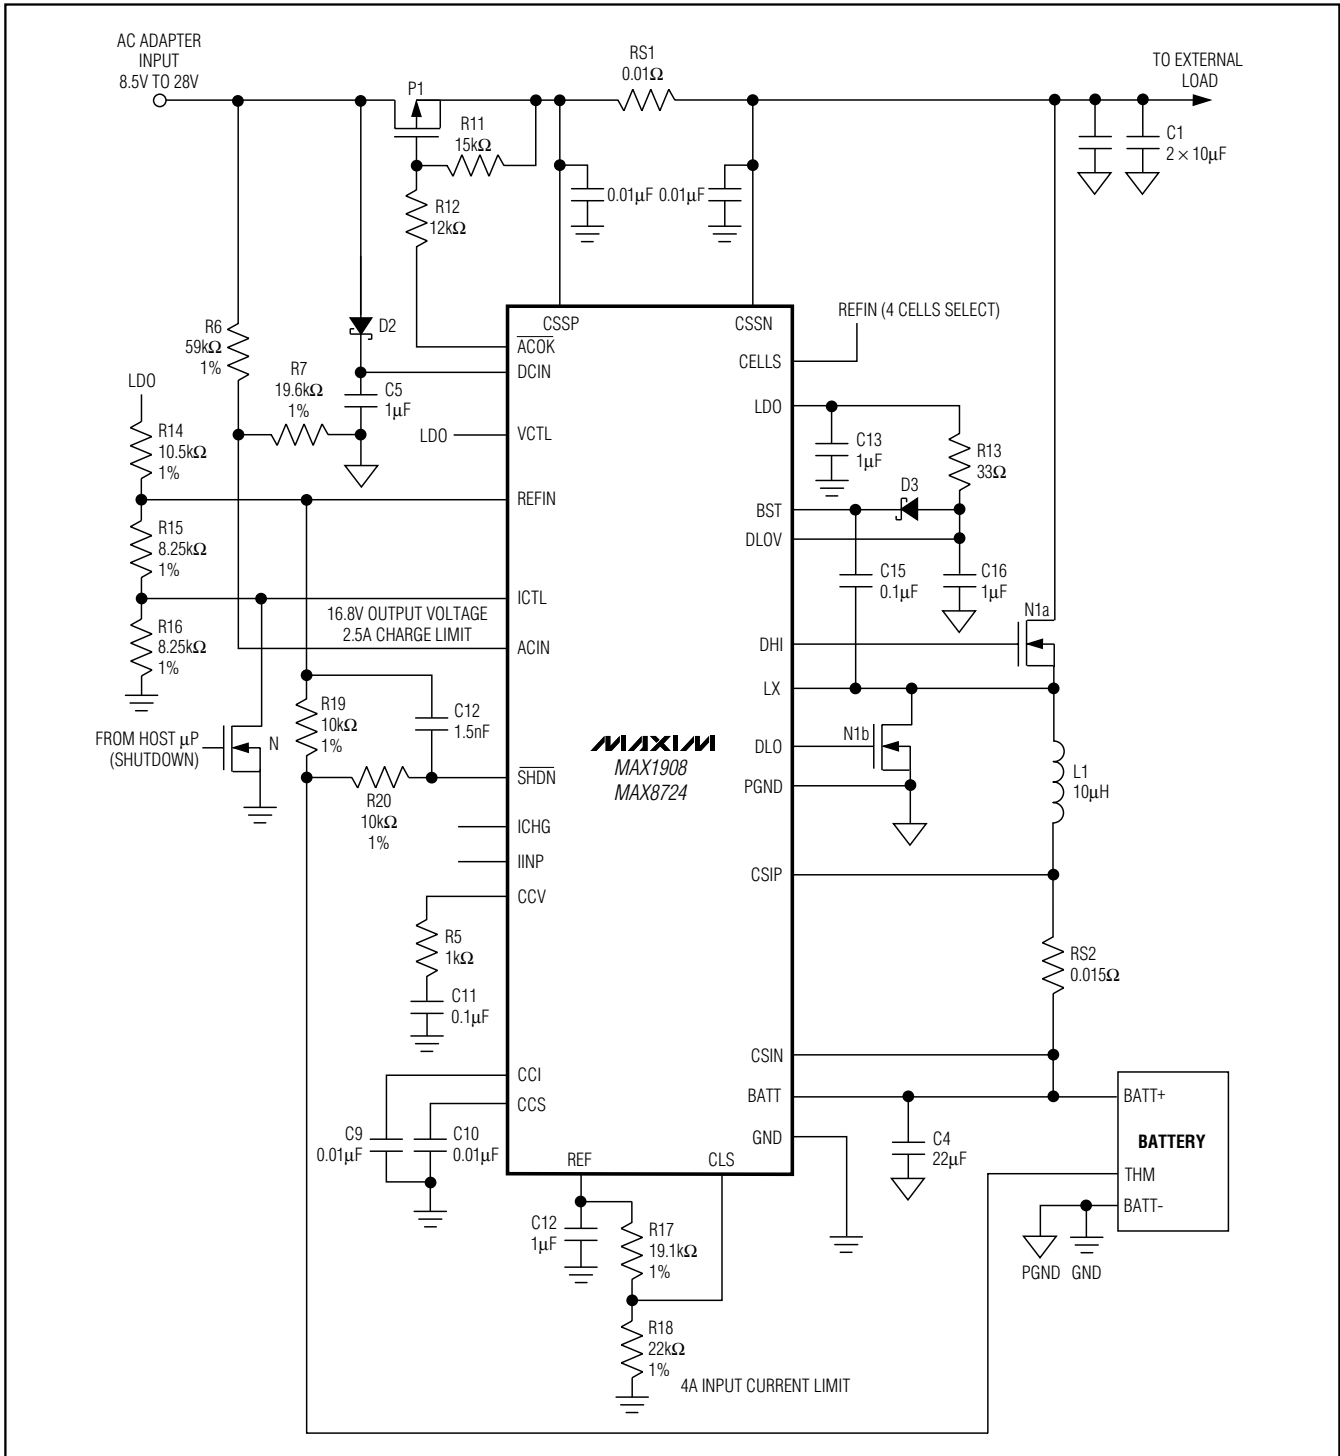 AC ADAPTER
INPUT
8.5V TO 28V
P1
RS1
0.01Ω
TO EXTERNAL
LOAD
R11
15kΩ
C1
2 × 10µF
R12
12kΩ
0.01µF
0.01µF
CSSP
CSSN
REFIN (4 CELLS SELECT)
R6
59kΩ
1%
D2
ACOK
DCIN
CELLS
LDO
R7
19.6kΩ
1%
C5
1µF
LDO
R14
10.5kΩ
1%
LDO
VCTL
C13
1µF
R13
33Ω
REFIN
D3
BST
DLOV
R15
8.25kΩ
1%
C15
0.1µF
C16
1µF
ICTL
16.8V OUTPUT VOLTAGE
2.5A CHARGE LIMIT
N1a
R16
8.25kΩ
1%
ACIN
DHI
LX
R19
10kΩ
1%
C12
1.5nF
FROM HOST µP
(SHUTDOWN)
N
MAXIM
MAX1908
MAX8724
N1b
DLO
PGND
L1
10µH
SHDN
R20
10kΩ
1%
ICHG
IINP
CCV
CSIP
R5
1kΩ
RS2
0.015Ω
C11
0.1µF
CSIN
CCI
CCS
BATT
BATT+
C9
0.01µF
C10
0.01µF
GND
C4
22µF
BATTERY
REF
CLS
THM
BATT-
C12
1µF
R17
19.1kΩ
1%
PGND
GND
R18
22kΩ
1%
4A INPUT CURRENT LIMIT